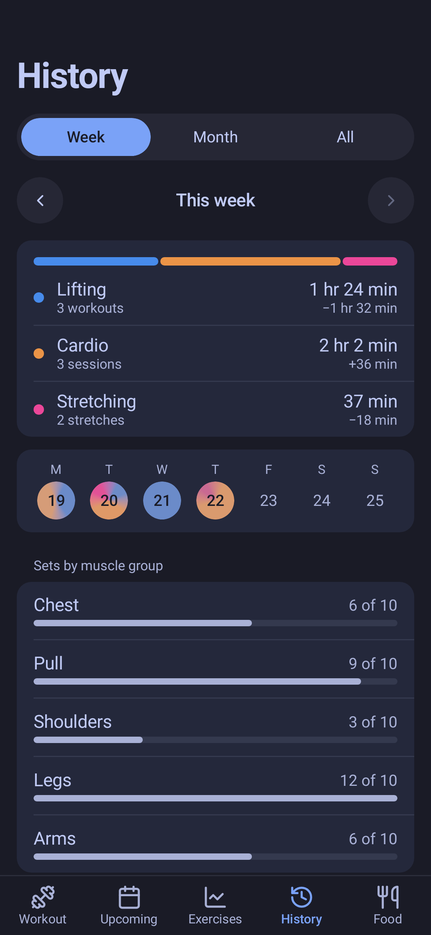 History
Week Month All
This week
Lifting 1 hr 24 min
3 workouts −1 hr 32 min
Cardio 2 hr 2 min
3 sessions +36 min
Stretching 37 min
2 stretches −18 min
M T W T F S S
19 20 21 22 23 24 25
Sets by muscle group
Chest 6 of 10
Pull 9 of 10
Shoulders 3 of 10
Legs 12 of 10
Arms 6 of 10
Workout Upcoming Exercises History Food